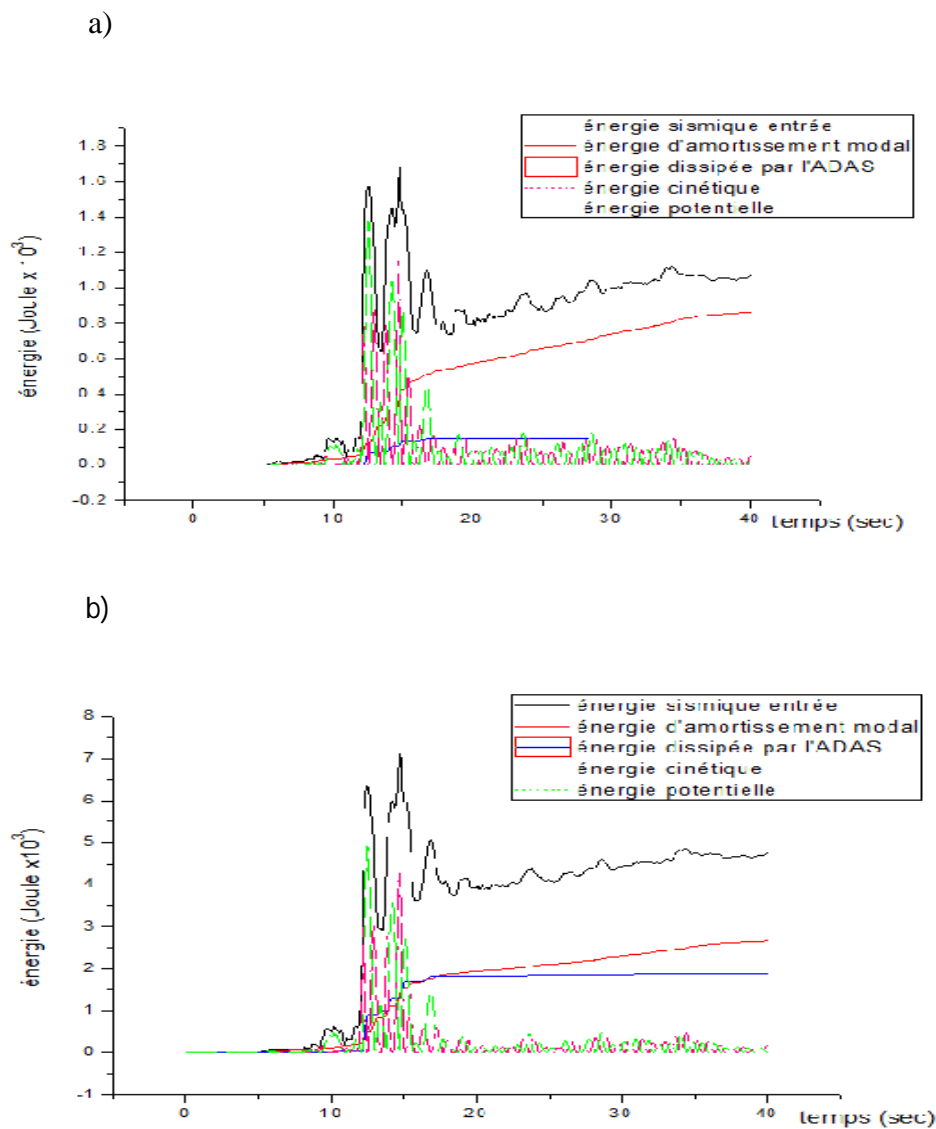 a)
énergie sismique entrée
énergie d'amortissement modal
énergie dissipée par l'ADAS
énergie cinétique
énergie potentielle
énergie (Joule x 10³)
1.8
1.6
1.4
1.2
1.0
0.8
0.6
0.4
0.2
0.0
-0.2
0 10 20 30 40
temps (sec)
b)
énergie sismique entrée
énergie d'amortissement modal
énergie dissipée par l'ADAS
énergie cinétique
énergie potentielle
énergie (Joule x10³)
8
7
6
5
4
3
2
1
0
-1
0 10 20 30 40
temps (sec)